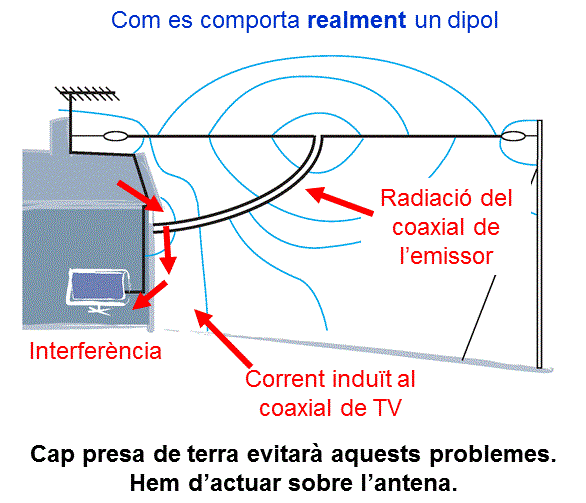 Com es comporta realment un dipol
Radiació del
coaxial de
l’emissor
Interferència
Corrent induït al
coaxial de TV
Cap presa de terra evitarà aquests problemes.
Hem d’actuar sobre l’antena.